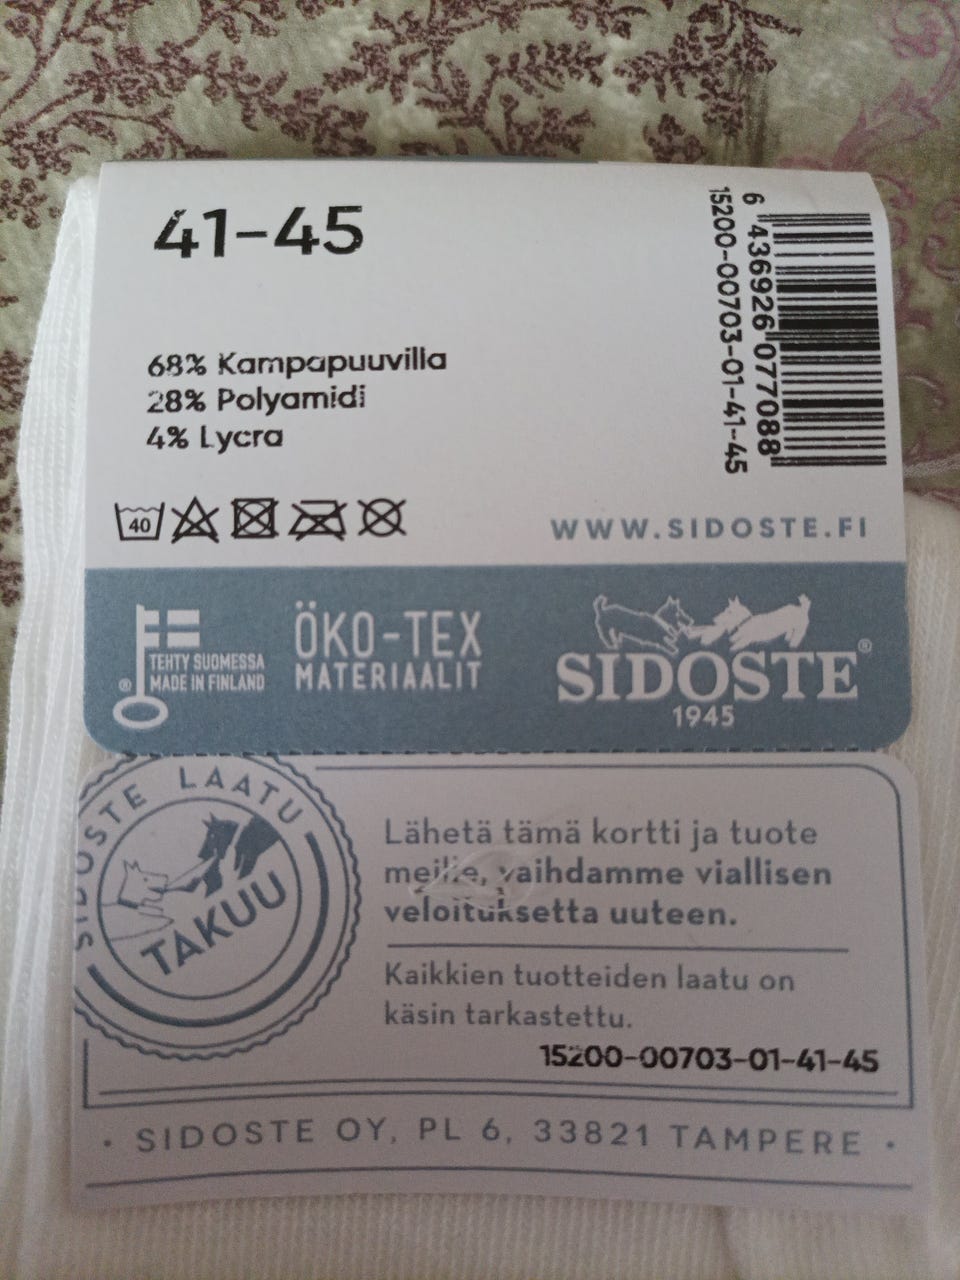 41-45
68% Kampapuuvilla
28% Polyamidi
4% Lycra
6 436926 077088
15200-00703-01-41-45
40
WWW.SIDOSTE.FI
® TEHTY SUOMESSA
MADE IN FINLAND
ÖKO-TEX
MATERIAALIT
SIDOSTE®
1945
SIDOSTE LAATU
TAKUU
Lähetä tämä kortti ja tuote
meille, vaihdamme viallisen
veloituksetta uuteen.
Kaikkien tuotteiden laatu on
käsin tarkastettu.
15200-00703-01-41-45
• SIDOSTE OY, PL 6, 33821 TAMPERE •